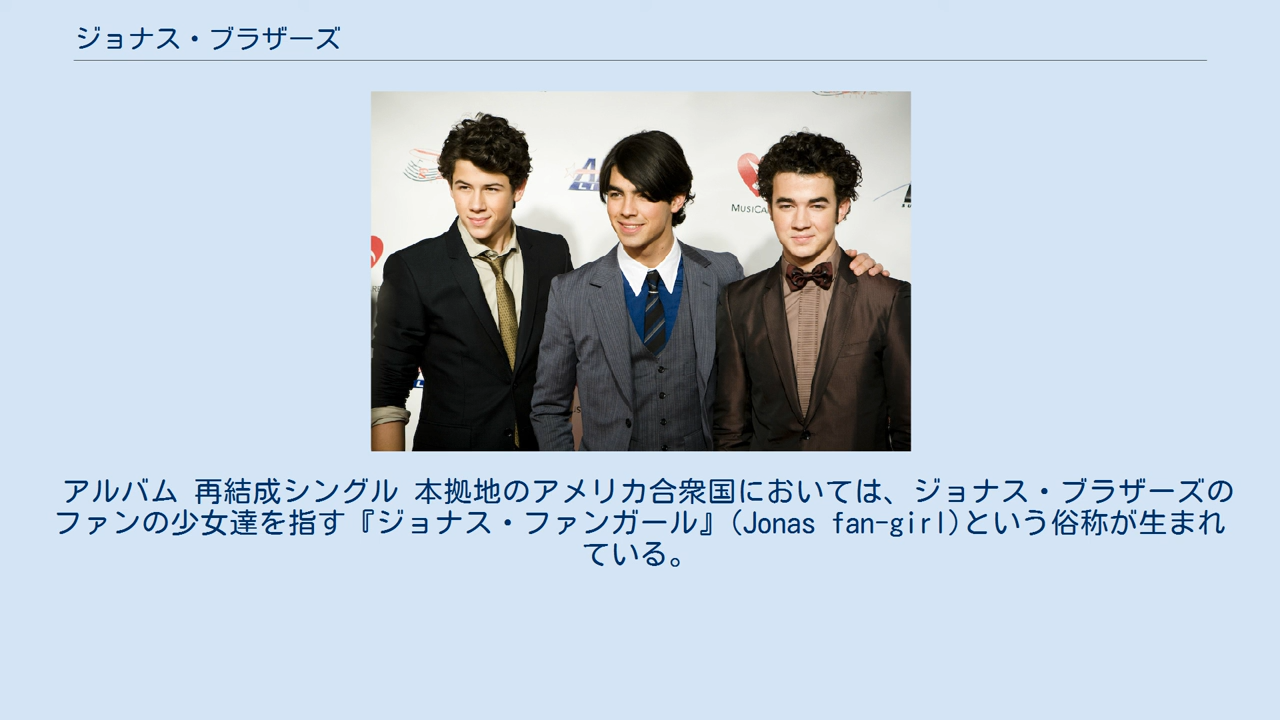 ジョナス・ブラザーズ
MUSICA
アルバム 再結成シングル 本拠地のアメリカ合衆国においては、ジョナス・ブラザーズの
ファンの少女達を指す『ジョナス・ファンガール』(Jonas fan-girl)という俗称が生まれ
ている。